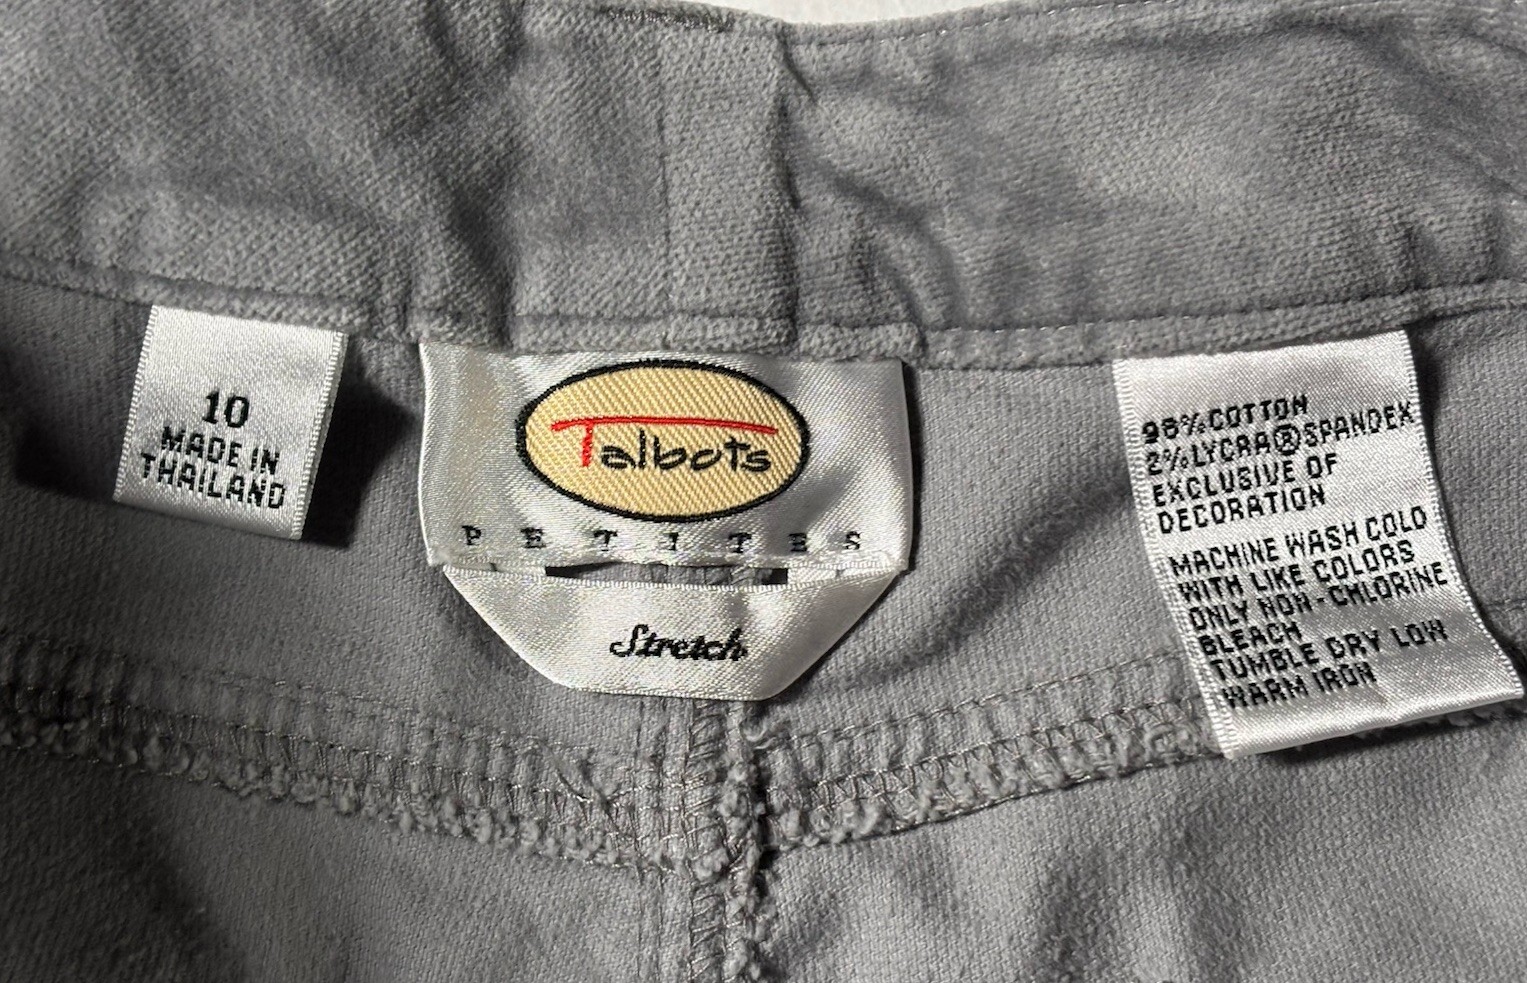 10
MADE IN
THAILAND
Talbots
PETITES
Stretch
98% COTTON
2% LYCRA® SPANDEX
EXCLUSIVE OF
DECORATION
MACHINE WASH COLD
WITH LIKE COLORS
ONLY NON-CHLORINE
BLEACH
TUMBLE DRY LOW
WARM IRON